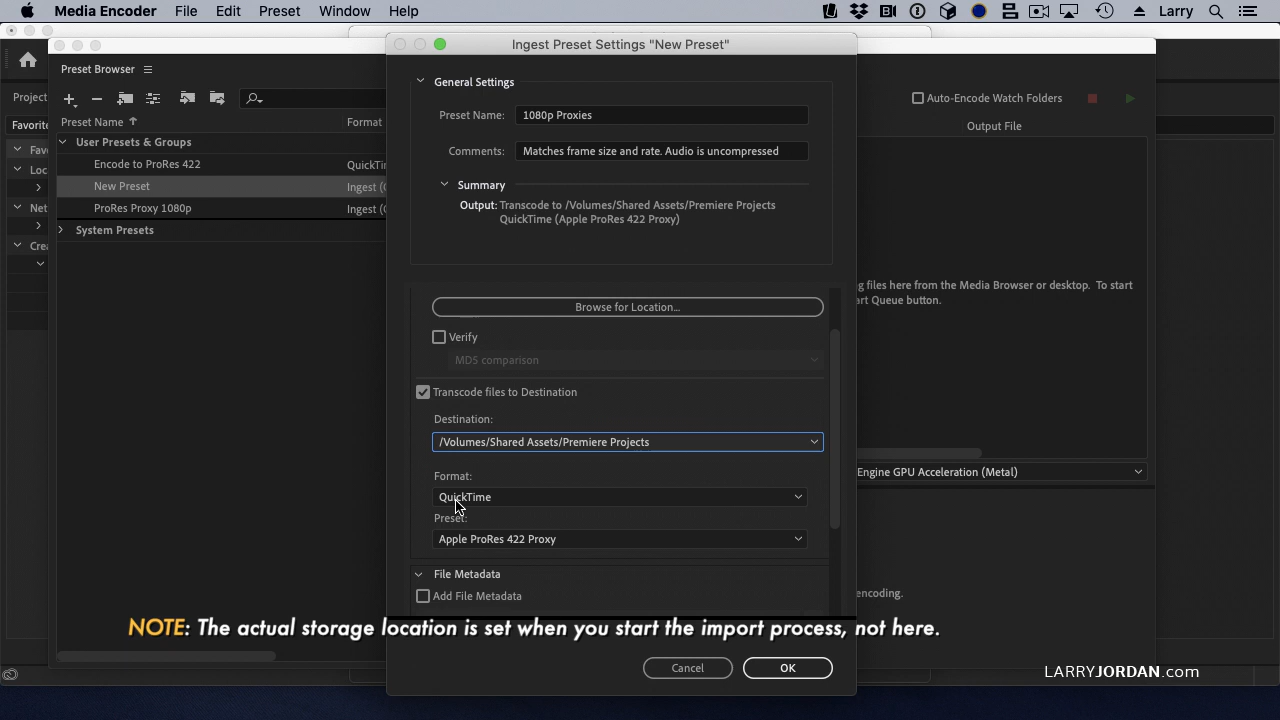 Media Encoder File Edit Preset Window Help Larry
Ingest Preset Settings "New Preset"
Preset Browser
General Settings
Project
Auto-Encode Watch Folders
Preset Name: 1080p Proxies
Preset Name Format
Output File
Favorite
User Presets & Groups
Fav
Comments: Matches frame size and rate. Audio is uncompressed
Encode to ProRes 422 QuickTi
Loc
New Preset Ingest (
Summary
Net
ProRes Proxy 1080p Ingest (
Output: Transcode to /Volumes/Shared Assets/Premiere Projects
QuickTime (Apple ProRes 422 Proxy)
System Presets
Crea
g files here from the Media Browser or desktop. To start
art Queue button.
Browse for Location...
Verify
MD5 comparison
Transcode files to Destination
Destination:
/Volumes/Shared Assets/Premiere Projects
Engine GPU Acceleration (Metal)
Format:
QuickTime
Preset:
Apple ProRes 422 Proxy
File Metadata
Add File Metadata
encoding.
NOTE: The actual storage location is set when you start the import process, not here.
Cancel OK
LARRYJORDAN.com